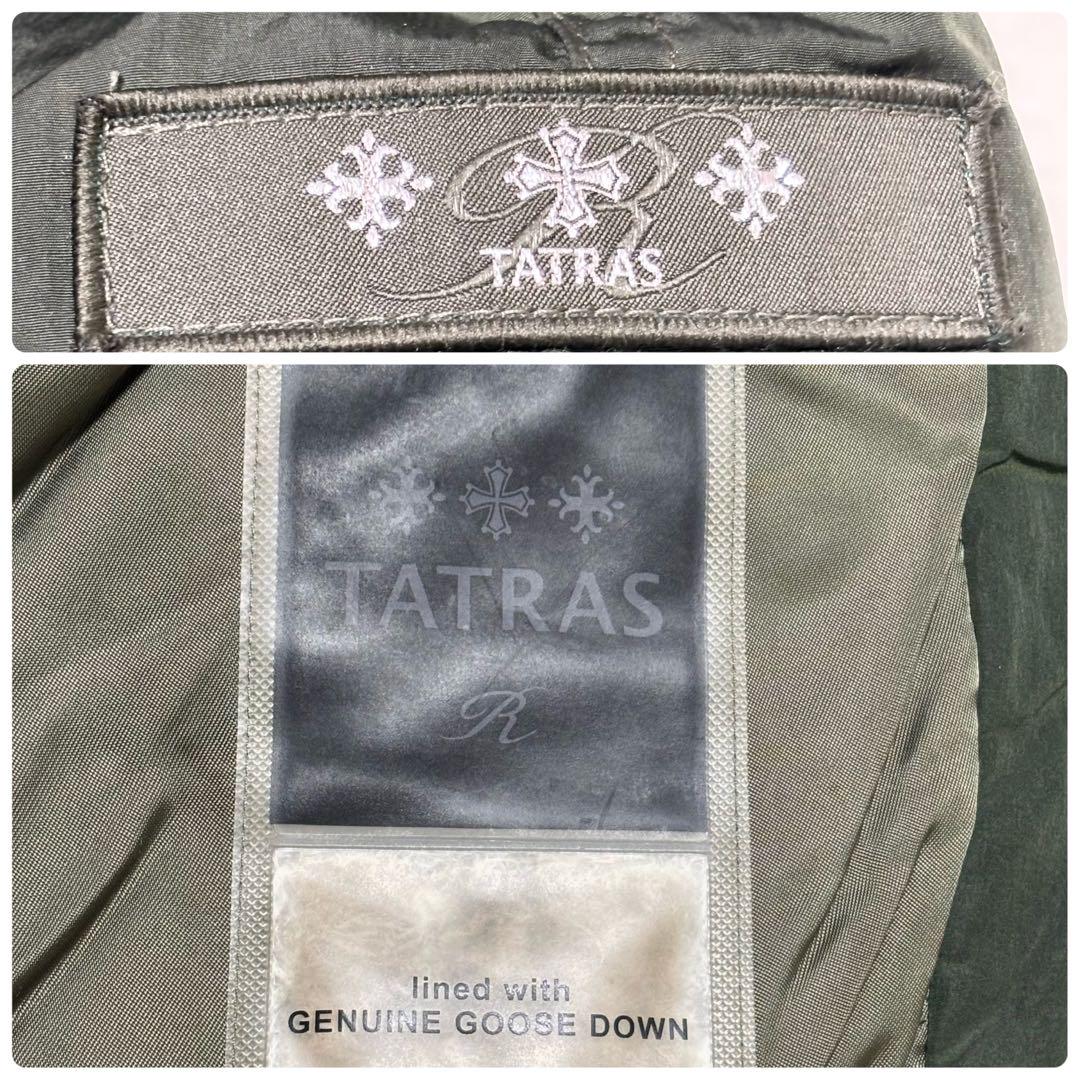 R
TATRAS
TATRAS
R
lined with
GENUINE GOOSE DOWN